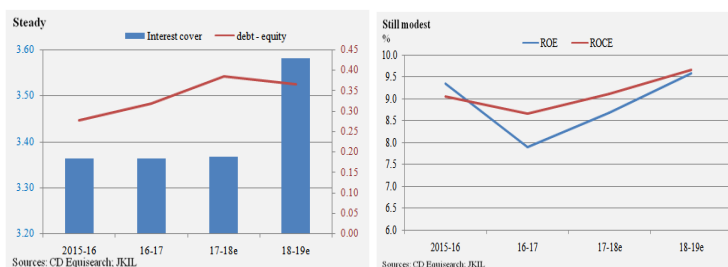 Steady
Interest cover
debt - equity
3.60
3.50
3.40
3.30
3.20
0.45
0.40
0.35
0.30
0.25
0.20
0.15
0.10
0.05
0.00
2015-16
16-17
17-18e
18-19e
Sources: CD Equisearch; JKIL
Still modest
%
ROE
ROCE
10.0
9.5
9.0
8.5
8.0
7.5
7.0
6.5
6.0
2015-16
16-17
17-18e
18-19e
Sources: CD Equisearch; JKIL